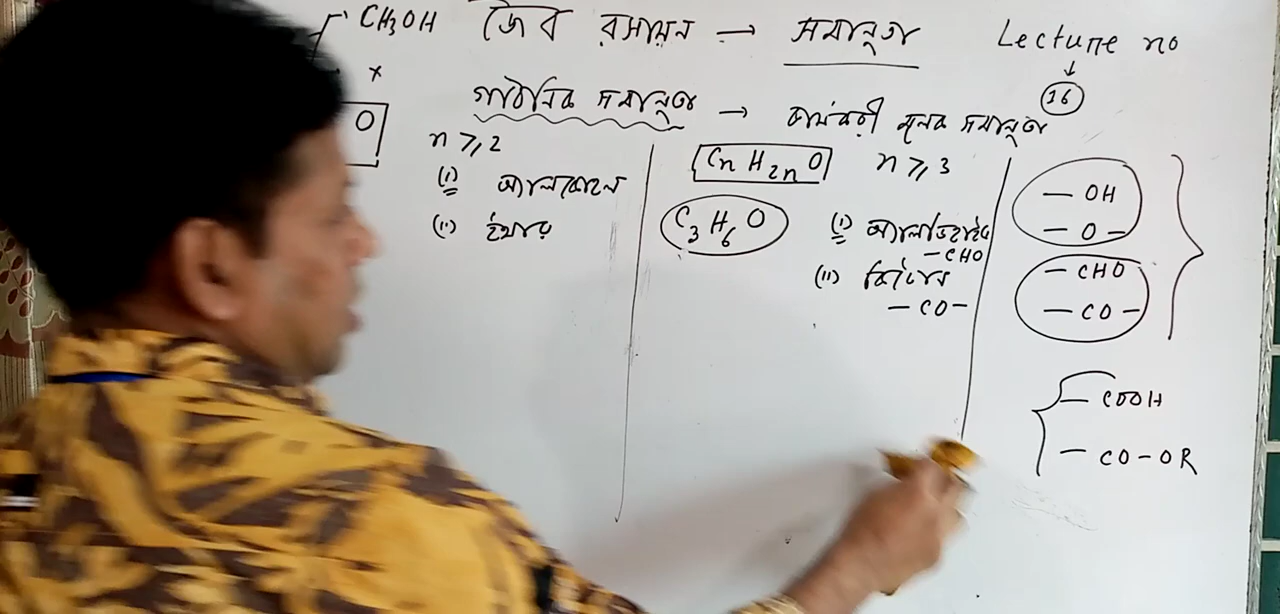 CH3OH জৈব রসায়ন → সমানুতা Lecture no
↓
16
x
O
গাঠনিক সমানুতা → কার্যকরী মূলক সমানুতা
n ⩾ 2
(i) অ্যালকোহল
(ii) ইথার
CnH2nO n ⩾ 3
C3H6O
(i) অ্যালডিহাইড
– CHO
(ii) কিটোন
– CO –
– OH
– O –
– CHO
– CO –
– COOH
– CO – OR